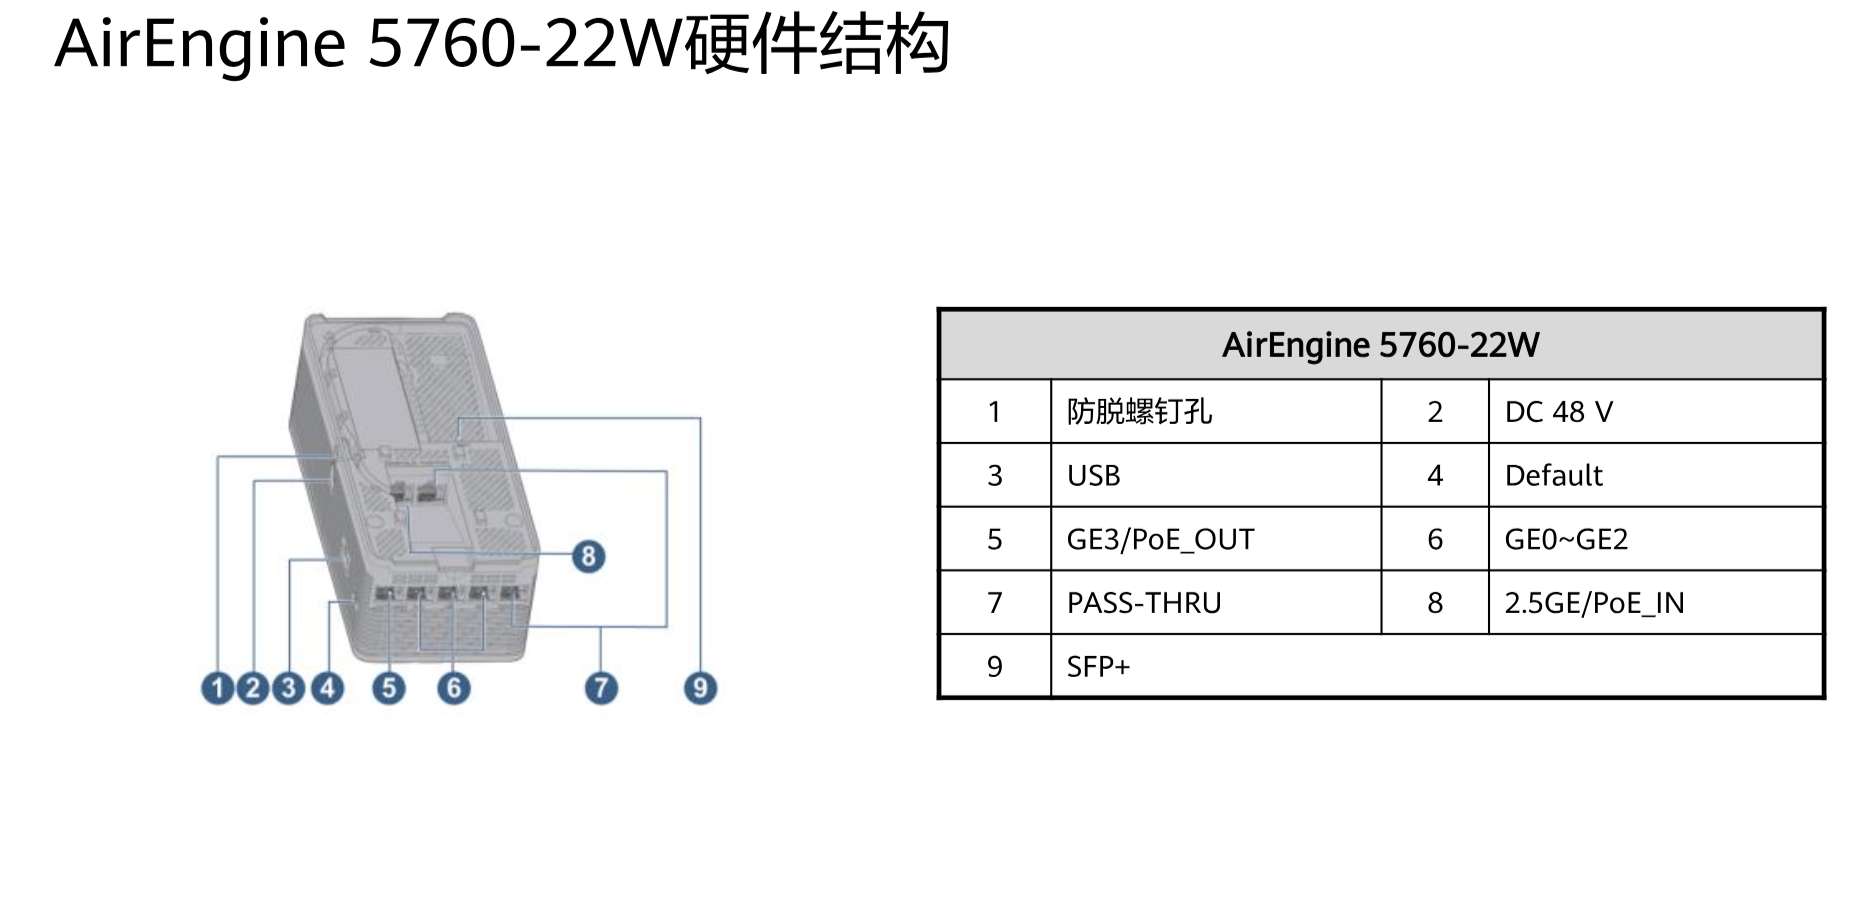 AirEngine 5760-22W硬件结构
8
1 2 3 4 5 6 7 9
AirEngine 5760-22W
1 防脱螺钉孔 2 DC 48 V
3 USB 4 Default
5 GE3/PoE_OUT 6 GE0~GE2
7 PASS-THRU 8 2.5GE/PoE_IN
9 SFP+